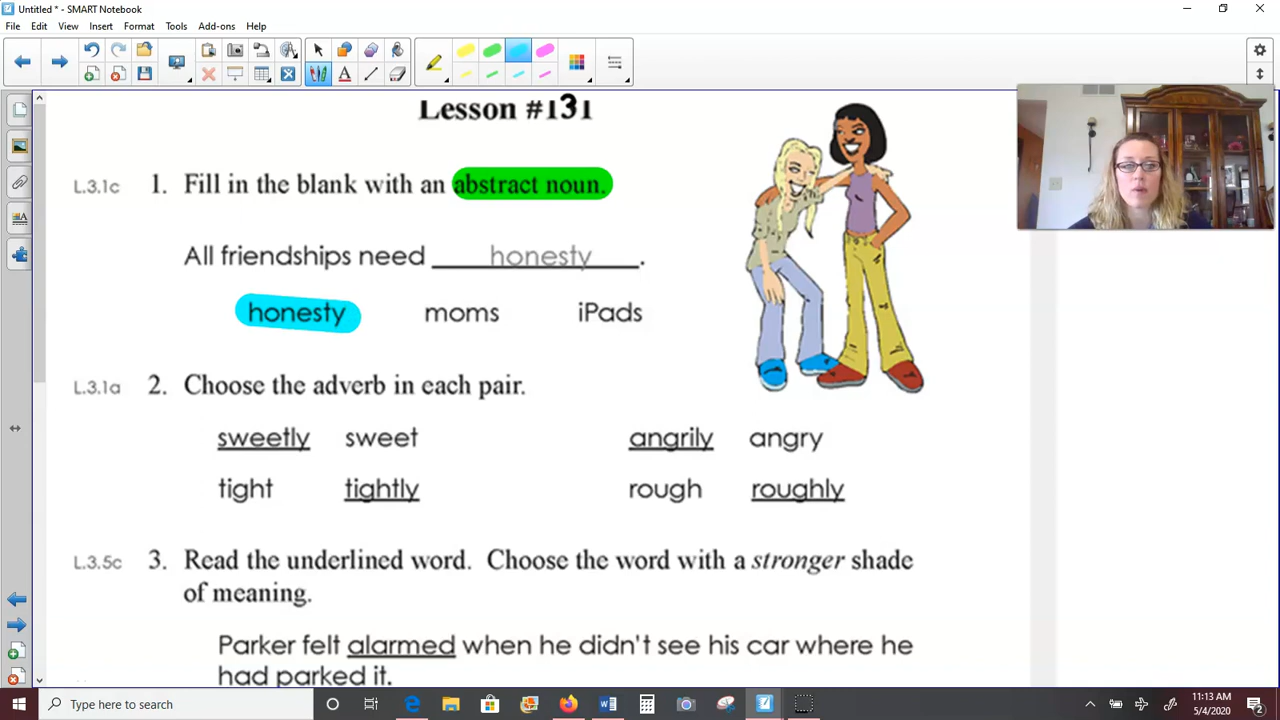 Untitled * - SMART Notebook
File Edit View Insert Format Tools Add-ons Help
Lesson #131
L.3.1c 1. Fill in the blank with an abstract noun.
All friendships need honesty.
honesty moms iPads
L.3.1a 2. Choose the adverb in each pair.
sweetly sweet angrily angry
tight tightly rough roughly
L.3.5c 3. Read the underlined word. Choose the word with a stronger shade
of meaning.
Parker felt alarmed when he didn't see his car where he
had parked it.
Type here to search
11:13 AM
5/4/2020
2